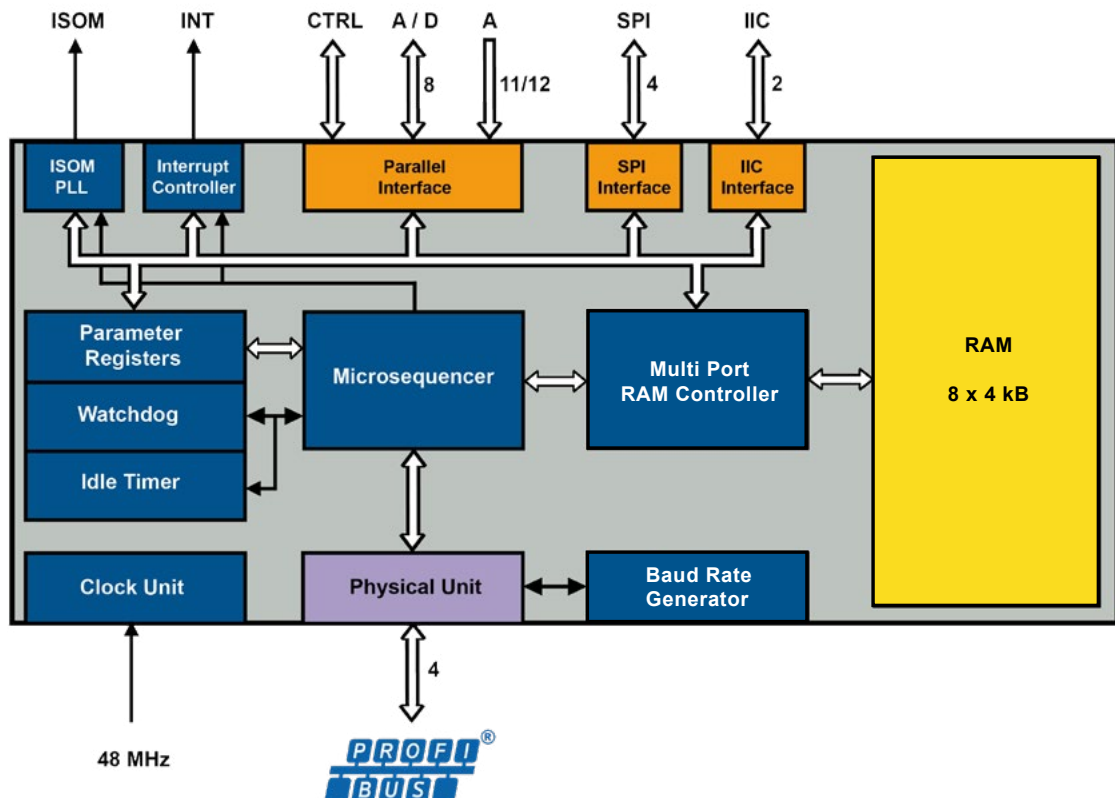 ISOM
INT
CTRL
A / D
A
SPI
IIC
8
11/12
4
2
ISOM
PLL
Interrupt
Controller
Parallel
Interface
SPI
Interface
IIC
Interface
Parameter
Registers
Watchdog
Idle Timer
Microsequencer
Multi Port
RAM Controller
RAM
8 x 4 kB
Clock Unit
Physical Unit
Baud Rate
Generator
4
48 MHz
PROFI®
BUS